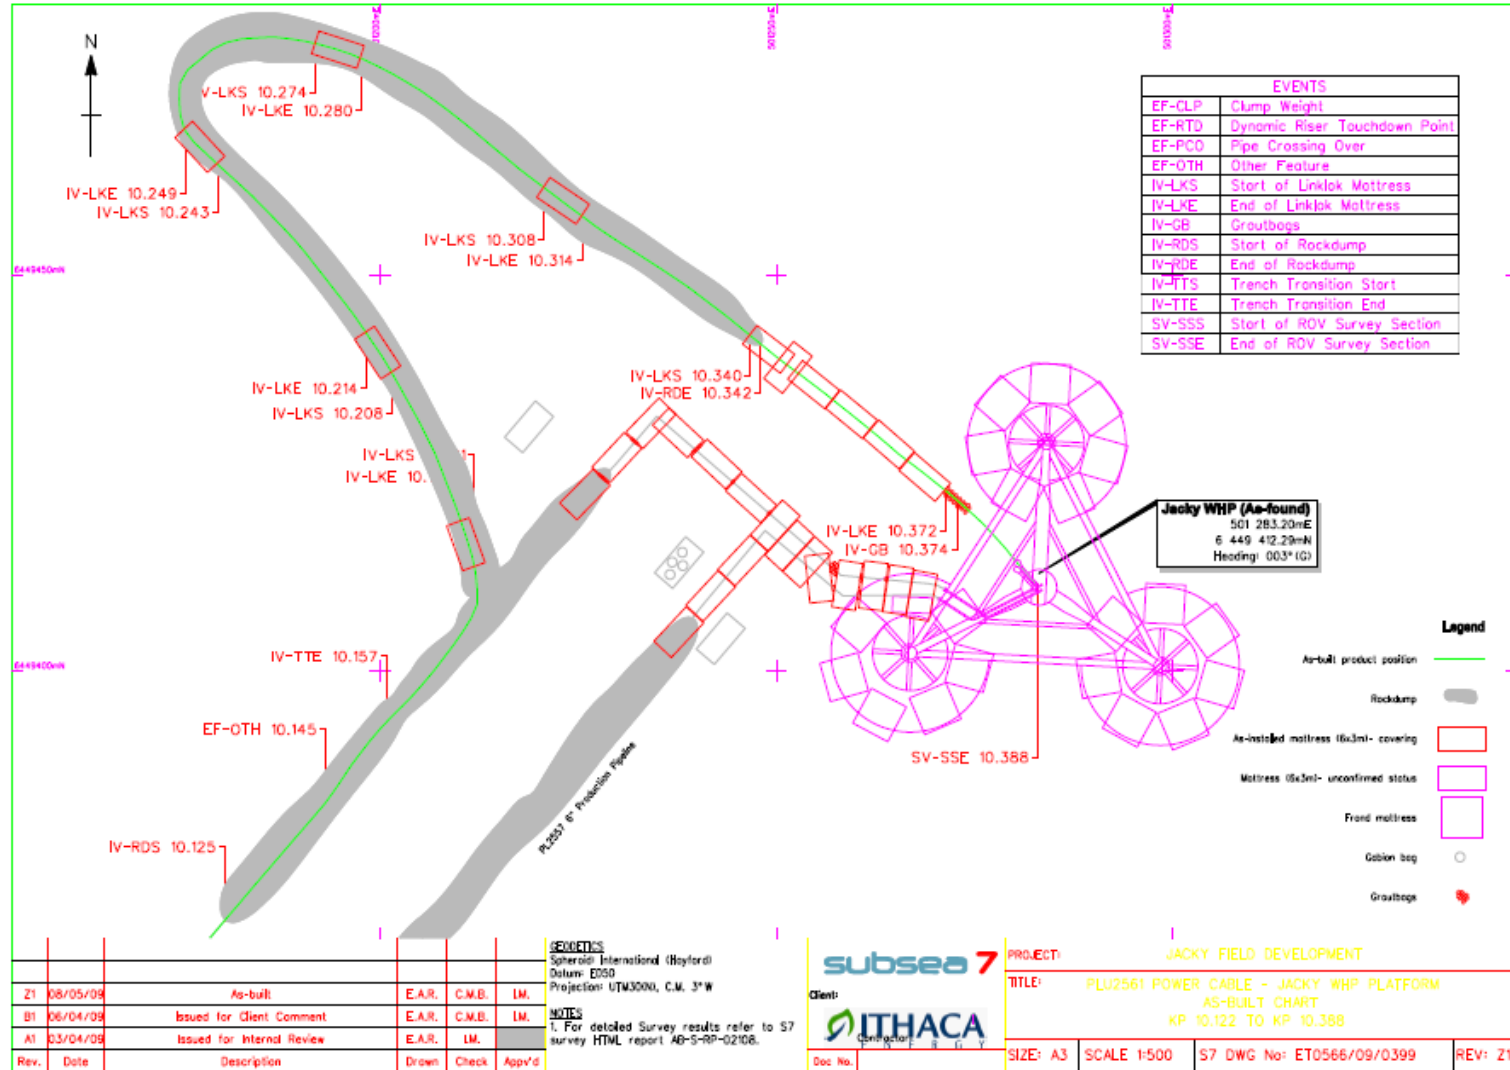 501200mE
501250mE
501300mE
N
EVENTS
EF-CLP Clump Weight
EF-RTD Dynamic Riser Touchdown Point
EF-PCO Pipe Crossing Over
EF-OTH Other Feature
IV-LKS Start of Linklok Mattress
IV-LKE End of Linklok Mattress
IV-GB Groutbags
IV-RDS Start of Rockdump
IV-RDE End of Rockdump
IV-TTS Trench Transition Start
IV-TTE Trench Transition End
SV-SSS Start of ROV Survey Section
SV-SSE End of ROV Survey Section
V-LKS 10.274
IV-LKE 10.280
IV-LKE 10.249
IV-LKS 10.243
IV-LKS 10.308
IV-LKE 10.314
6449450mN
IV-LKE 10.214
IV-LKS 10.208
IV-LKS 10.340
IV-RDE 10.342
IV-LKS 1
IV-LKE 10.
IV-LKE 10.372
IV-GB 10.374
Jacky WHP (As-found)
501 283.20mE
6 449 412.29mN
Heading: 003° (G)
6449400mN
IV-TTE 10.157
EF-OTH 10.145
SV-SSE 10.388
IV-RDS 10.125
PL2557 6" Production Pipeline
Legend
As-built product position
Rockdump
As-installed mattress (6x3m)- covering
Mattress (6x3m)- unconfirmed status
Frond mattress
Gabion bag
Groutbags
GEODETICS
Spheroid: International (Hayford)
Datum: ED50
Projection: UTM30(N), C.M. 3° W
NOTES
1. For detailed Survey results refer to S7
survey HTML report AB-S-RP-02108.
Z1 08/05/09 As-built E.A.R. C.M.B. I.M.
B1 06/04/09 Issued for Client Comment E.A.R. C.M.B. I.M.
A1 03/04/09 Issued for Internal Review E.A.R. I.M.
Rev. Date Description Drawn Check Appv'd
subsea 7
Client:
ITHACA
ENERGY
Contractor
Doc No.
PROJECT: JACKY FIELD DEVELOPMENT
TITLE: PLU2561 POWER CABLE - JACKY WHP PLATFORM
AS-BUILT CHART
KP 10.122 TO KP 10.388
SIZE: A3 SCALE 1:500 S7 DWG No: ET0566/09/0399 REV: Z1